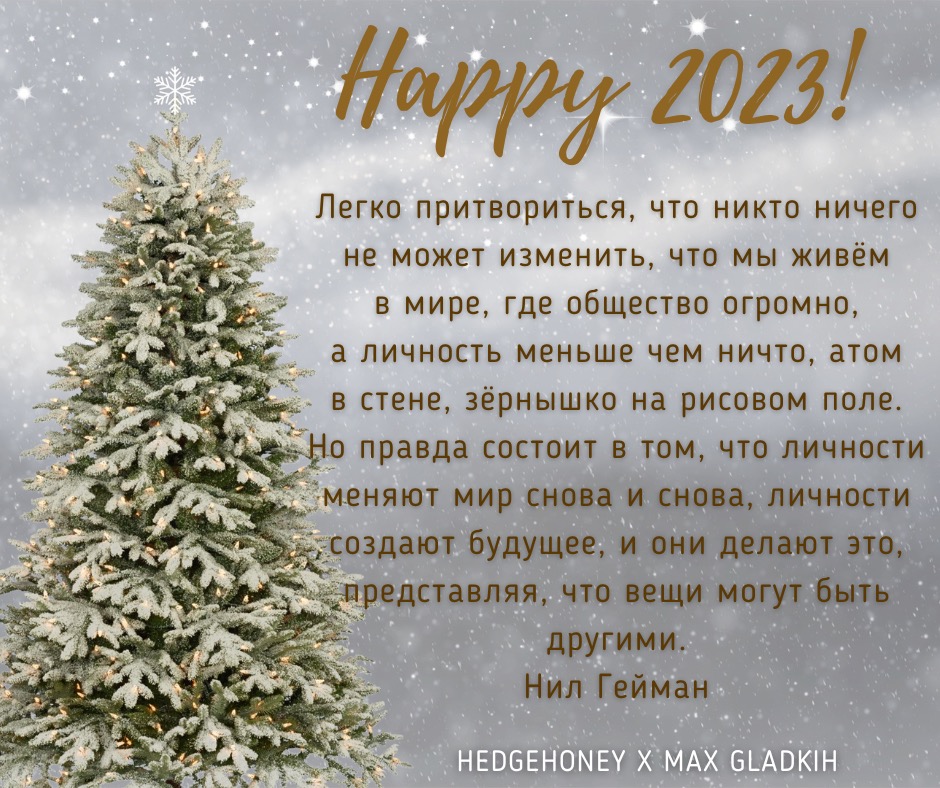 Happy 2023!
Легко притвориться, что никто ничего
не может изменить, что мы живём
в мире, где общество огромно,
а личность меньше чем ничто, атом
в стене, зёрнышко на рисовом поле.
Но правда состоит в том, что личности
меняют мир снова и снова, личности
создают будущее, и они делают это,
представляя, что вещи могут быть
другими.
Нил Гейман
HEDGEHONEY X MAX GLADKIH